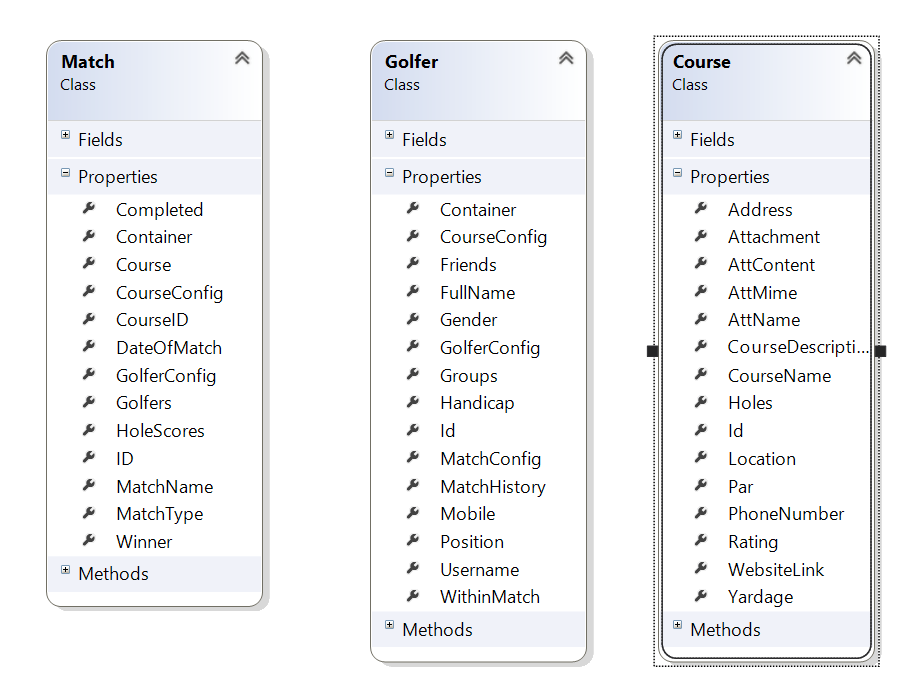 Match
Class
Fields
Properties
Completed
Container
Course
CourseConfig
CourseID
DateOfMatch
GolferConfig
Golfers
HoleScores
ID
MatchName
MatchType
Winner
Methods
Golfer
Class
Fields
Properties
Container
CourseConfig
Friends
FullName
Gender
GolferConfig
Groups
Handicap
Id
MatchConfig
MatchHistory
Mobile
Position
Username
WithinMatch
Methods
Course
Class
Fields
Properties
Address
Attachment
AttContent
AttMime
AttName
CourseDescripti...
CourseName
Holes
Id
Location
Par
PhoneNumber
Rating
WebsiteLink
Yardage
Methods